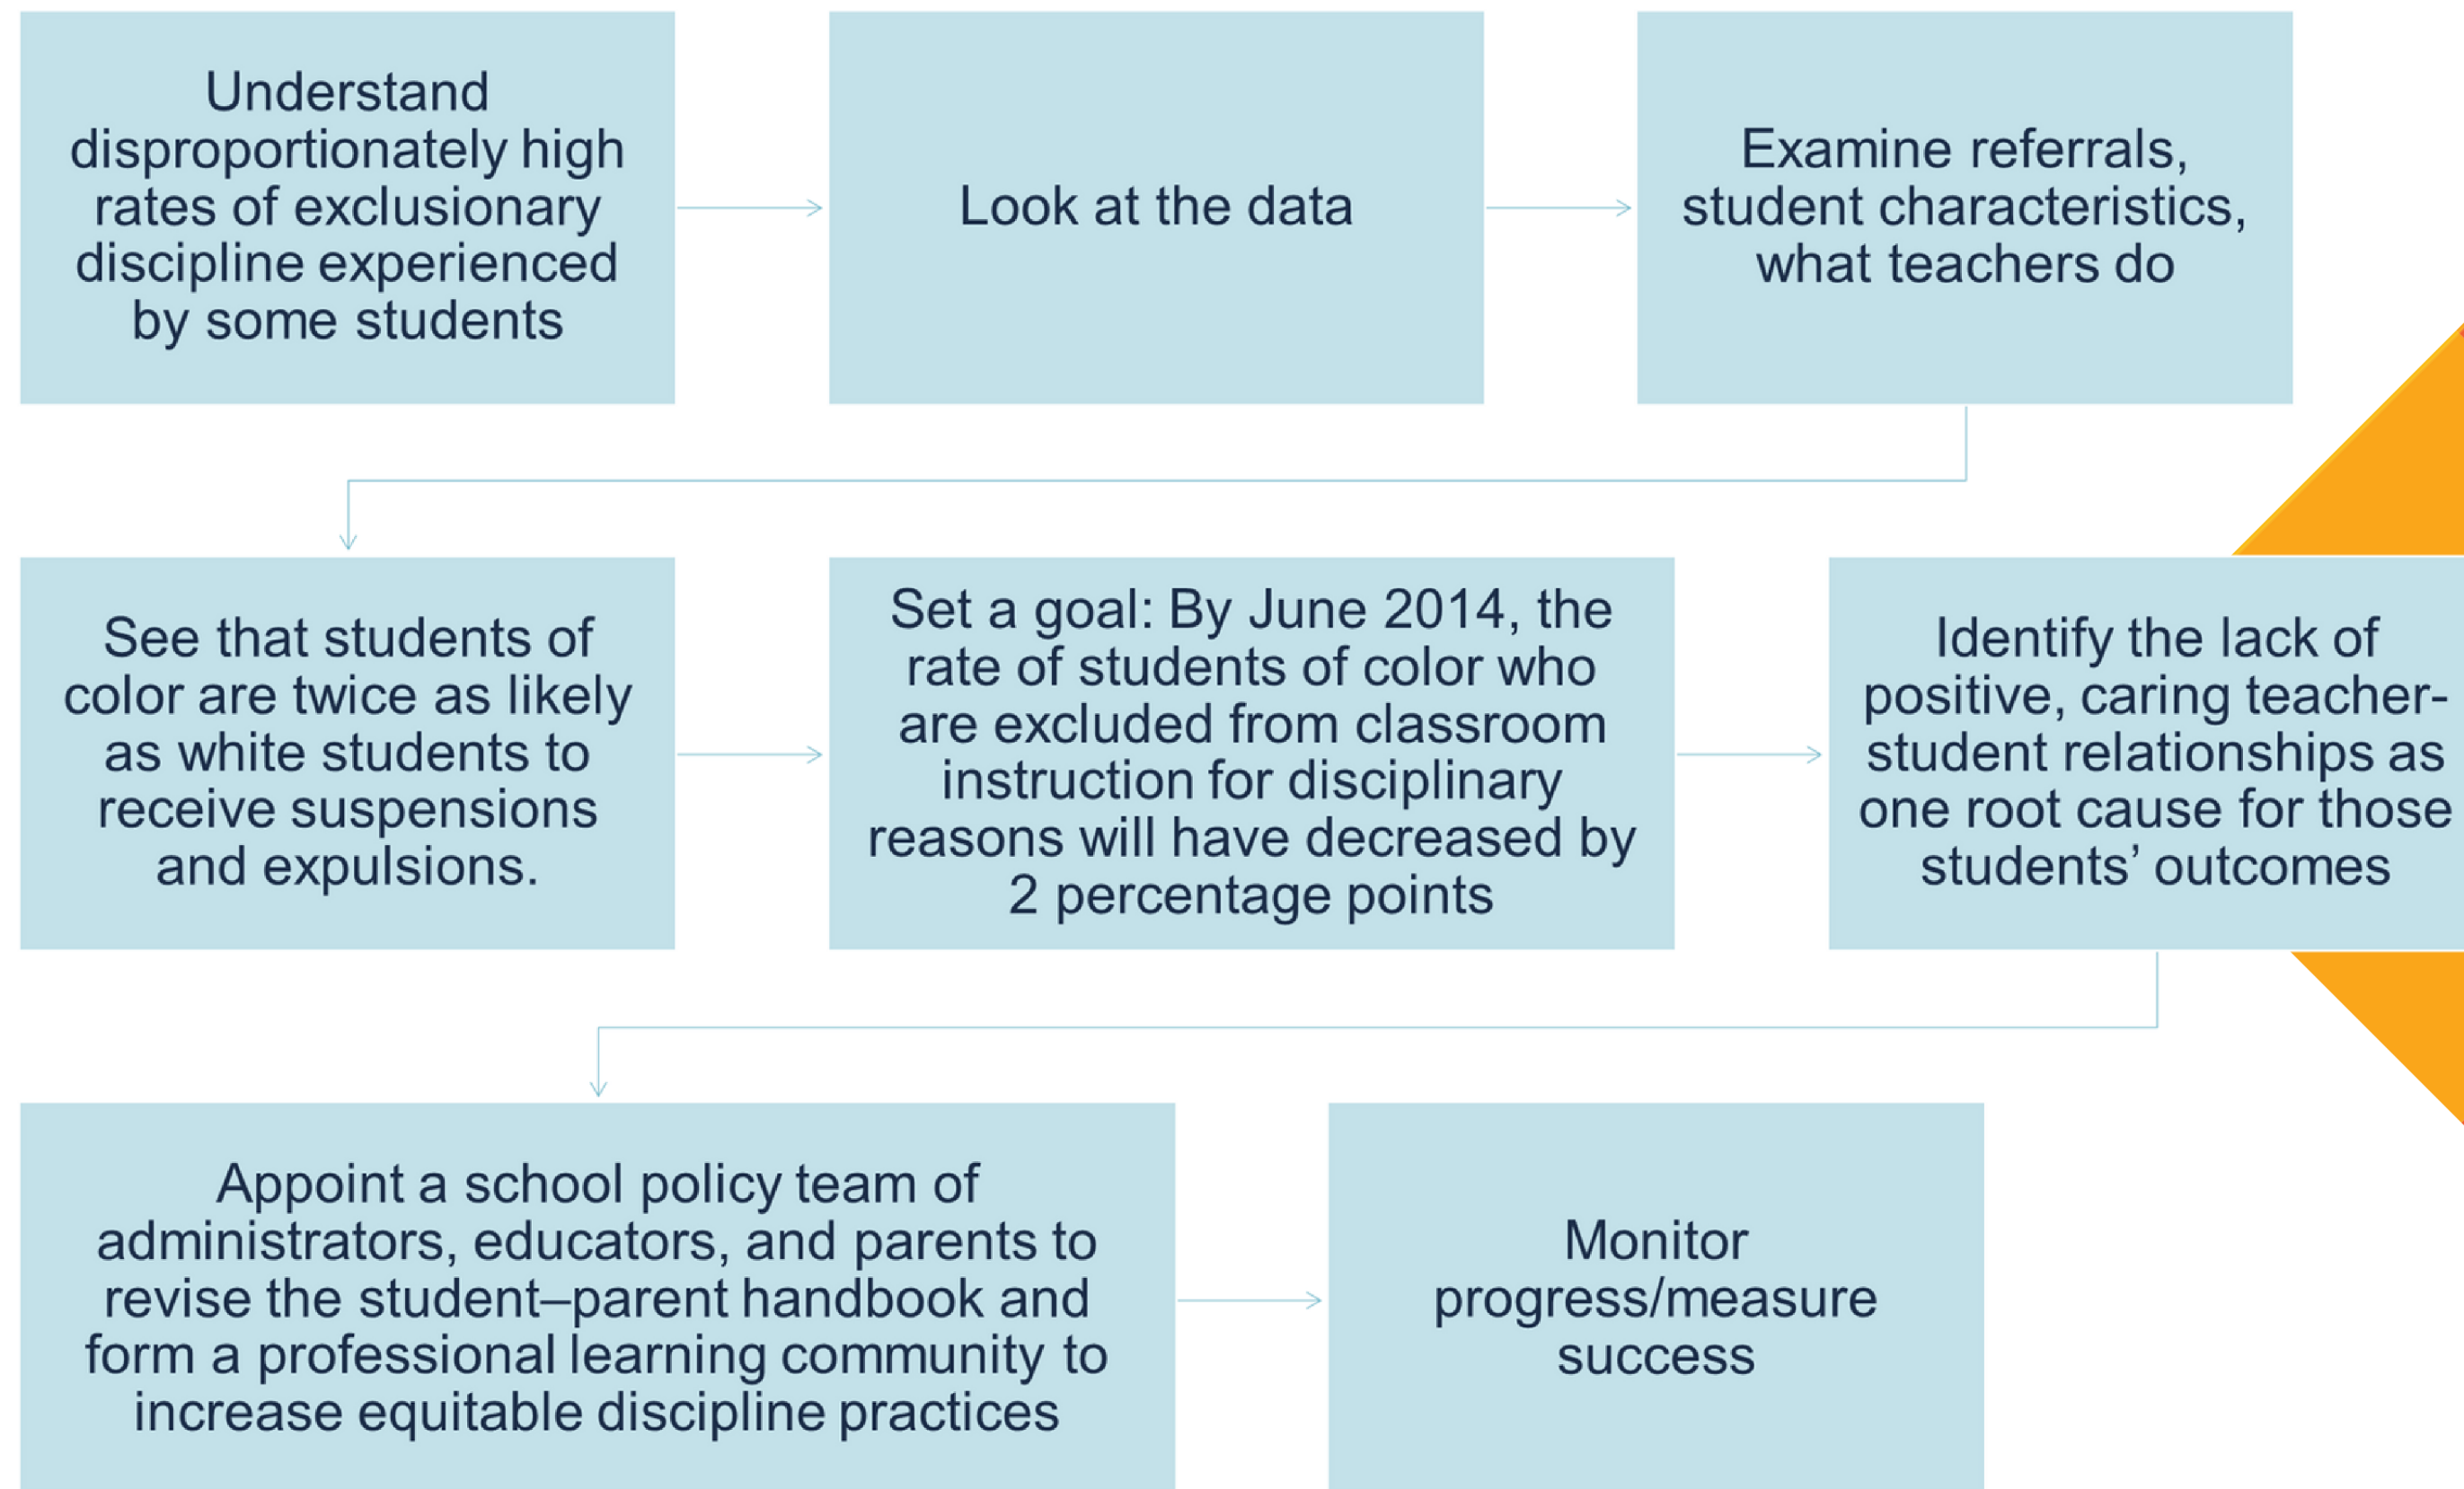 Understand
disproportionately high
rates of exclusionary
discipline experienced
by some students
Look at the data
Examine referrals,
student characteristics,
what teachers do
See that students of
color are twice as likely
as white students to
receive suspensions
and expulsions.
Set a goal: By June 2014, the
rate of students of color who
are excluded from classroom
instruction for disciplinary
reasons will have decreased by
2 percentage points
Identify the lack of
positive, caring teacher-
student relationships as
one root cause for those
students’ outcomes
Appoint a school policy team of
administrators, educators, and parents to
revise the student–parent handbook and
form a professional learning community to
increase equitable discipline practices
Monitor
progress/measure
success